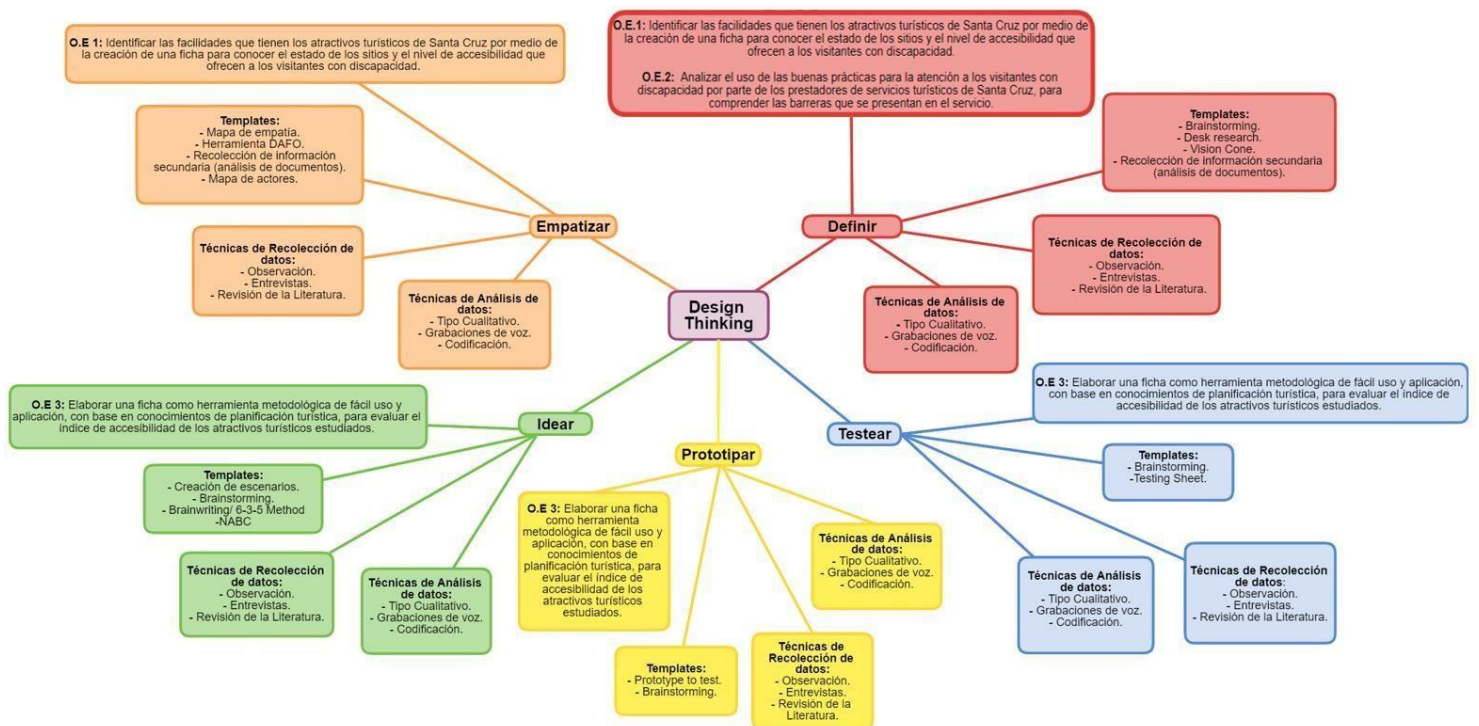 O.E 1: Identificar las facilidades que tienen los atractivos turísticos de Santa Cruz por medio de
la creación de una ficha para conocer el estado de los sitios y el nivel de accesibilidad que
ofrecen a los visitantes con discapacidad.
O.E.1: Identificar las facilidades que tienen los atractivos turísticos de Santa Cruz por medio de
la creación de una ficha para conocer el estado de los sitios y el nivel de accesibilidad que
ofrecen a los visitantes con discapacidad.
O.E.2: Analizar el uso de las buenas prácticas para la atención a los visitantes con
discapacidad por parte de los prestadores de servicios turísticos de Santa Cruz, para
comprender las barreras que se presentan en el servicio.
Templates:
- Mapa de empatía.
- Herramienta DAFO.
- Recolección de información
secundaria (análisis de documentos).
- Mapa de actores.
Templates:
- Brainstorming.
- Desk research.
- Vision Cone.
- Recolección de información secundaria
(análisis de documentos).
Empatizar
Definir
Técnicas de Recolección de
datos:
- Observación.
- Entrevistas.
- Revisión de la Literatura.
Técnicas de Recolección de
datos:
- Observación.
- Entrevistas.
- Revisión de la Literatura.
Técnicas de Análisis de
datos:
- Tipo Cualitativo.
- Grabaciones de voz.
- Codificación.
Design
Thinking
Técnicas de Análisis de
datos:
- Tipo Cualitativo.
- Grabaciones de voz.
- Codificación.
O.E 3: Elaborar una ficha como herramienta metodológica de fácil uso y
aplicación, con base en conocimientos de planificación turística, para evaluar el
índice de accesibilidad de los atractivos turísticos estudiados.
O.E 3: Elaborar una ficha como herramienta metodológica de fácil uso y aplicación,
con base en conocimientos de planificación turística, para evaluar el índice de
accesibilidad de los atractivos turísticos estudiados.
Idear
Testear
Prototipar
Templates:
- Creación de escenarios.
- Brainstorming.
- Brainwriting/ 6-3-5 Method
-NABC
Templates:
- Brainstorming.
-Testing Sheet.
O.E 3: Elaborar una ficha
como herramienta
metodológica de fácil uso y
aplicación, con base en
conocimientos de
planificación turística, para
evaluar el índice de
accesibilidad de los
atractivos turísticos
estudiados.
Técnicas de Análisis
de datos:
- Tipo Cualitativo.
- Grabaciones de voz.
- Codificación.
Técnicas de Recolección
de datos:
- Observación.
- Entrevistas.
- Revisión de la Literatura.
Técnicas de Análisis
de datos:
- Tipo Cualitativo.
- Grabaciones de voz.
- Codificación.
Técnicas de Análisis
de datos:
- Tipo Cualitativo.
- Grabaciones de voz.
- Codificación.
Técnicas de Recolección
de datos:
- Observación.
- Entrevistas.
- Revisión de la Literatura.
Templates:
- Prototype to test.
- Brainstorming.
Técnicas de
Recolección de datos:
- Observación.
- Entrevistas.
- Revisión de la
Literatura.